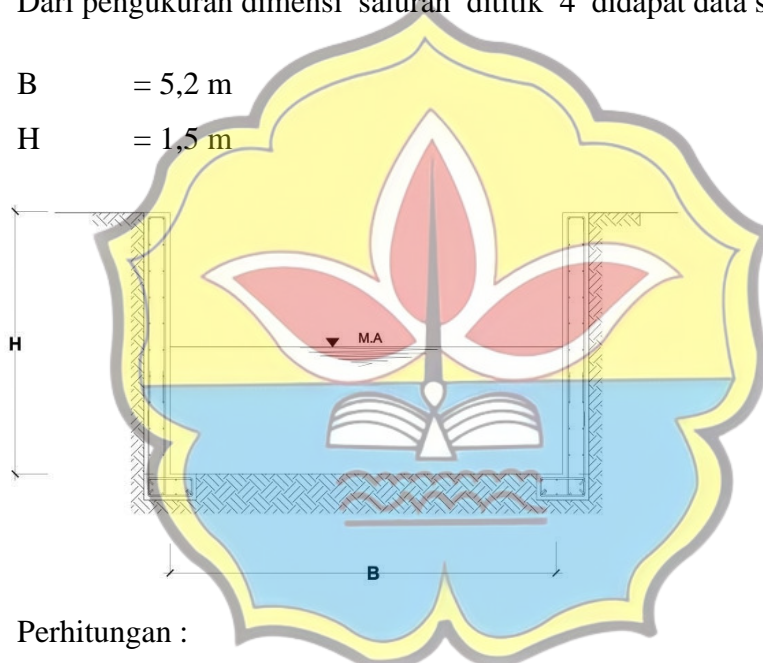 Dari pengukuran dimensi saluran dititik 4 didapat data s
B = 5,2 m
H = 1,5 m
M.A
H
B
Perhitungan :